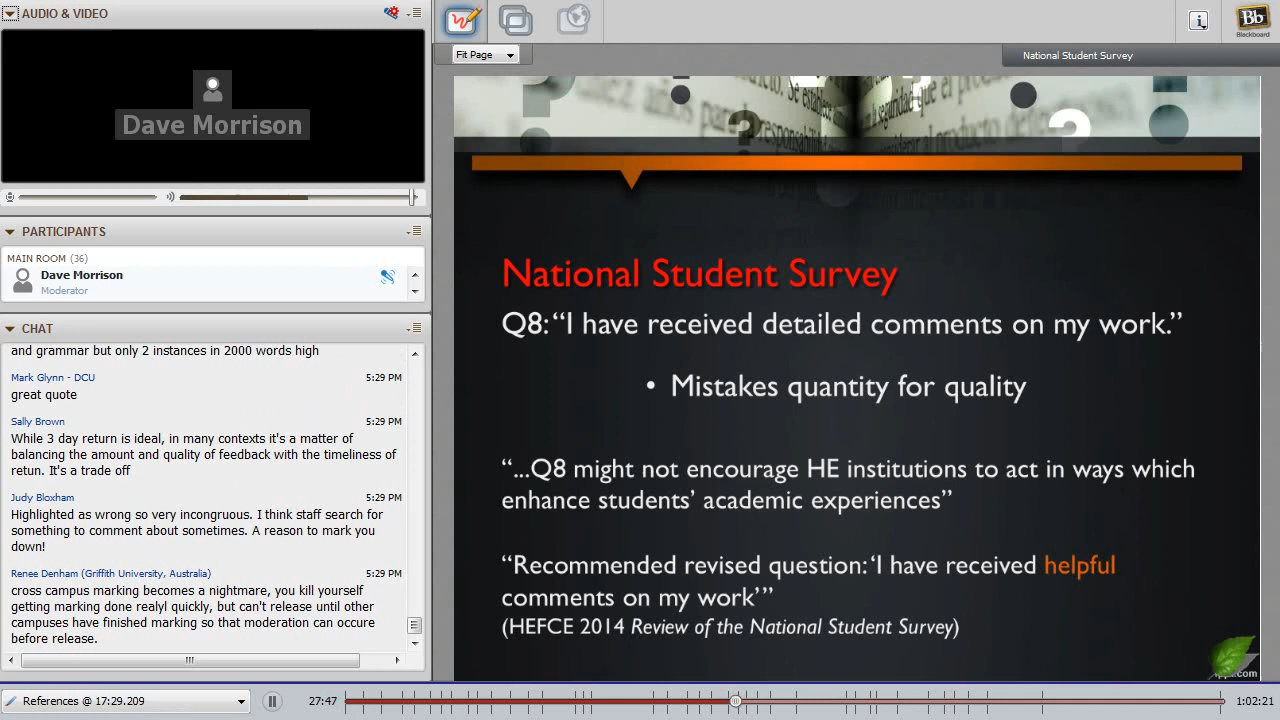 AUDIO & VIDEO
Dave Morrison
PARTICIPANTS
MAIN ROOM (36)
Dave Morrison
Moderator
CHAT
and grammar but only 2 instances in 2000 words high
Mark Glynn - DCU 5:29 PM
great quote
Sally Brown 5:29 PM
While 3 day return is ideal, in many contexts it's a matter of
balancing the amount and quality of feedback with the timeliness of
retun. It's a trade off
Judy Bloxham 5:29 PM
Highlighted as wrong so very incongruous. I think staff search for
something to comment about sometimes. A reason to mark you
down!
Renee Denham (Griffith University, Australia) 5:29 PM
cross campus marking becomes a nightmare, you kill yourself
getting marking done realyl quickly, but can't release until other
campuses have finished marking so that moderation can occure
before release.
References @ 17:29.209
27:47
1:02:21
Fit Page
National Student Survey
Bb
Blackboard
National Student Survey
Q8: “I have received detailed comments on my work.”
• Mistakes quantity for quality
“...Q8 might not encourage HE institutions to act in ways which
enhance students’ academic experiences”
“Recommended revised question: ‘I have received helpful
comments on my work’”
(HEFCE 2014 Review of the National Student Survey)